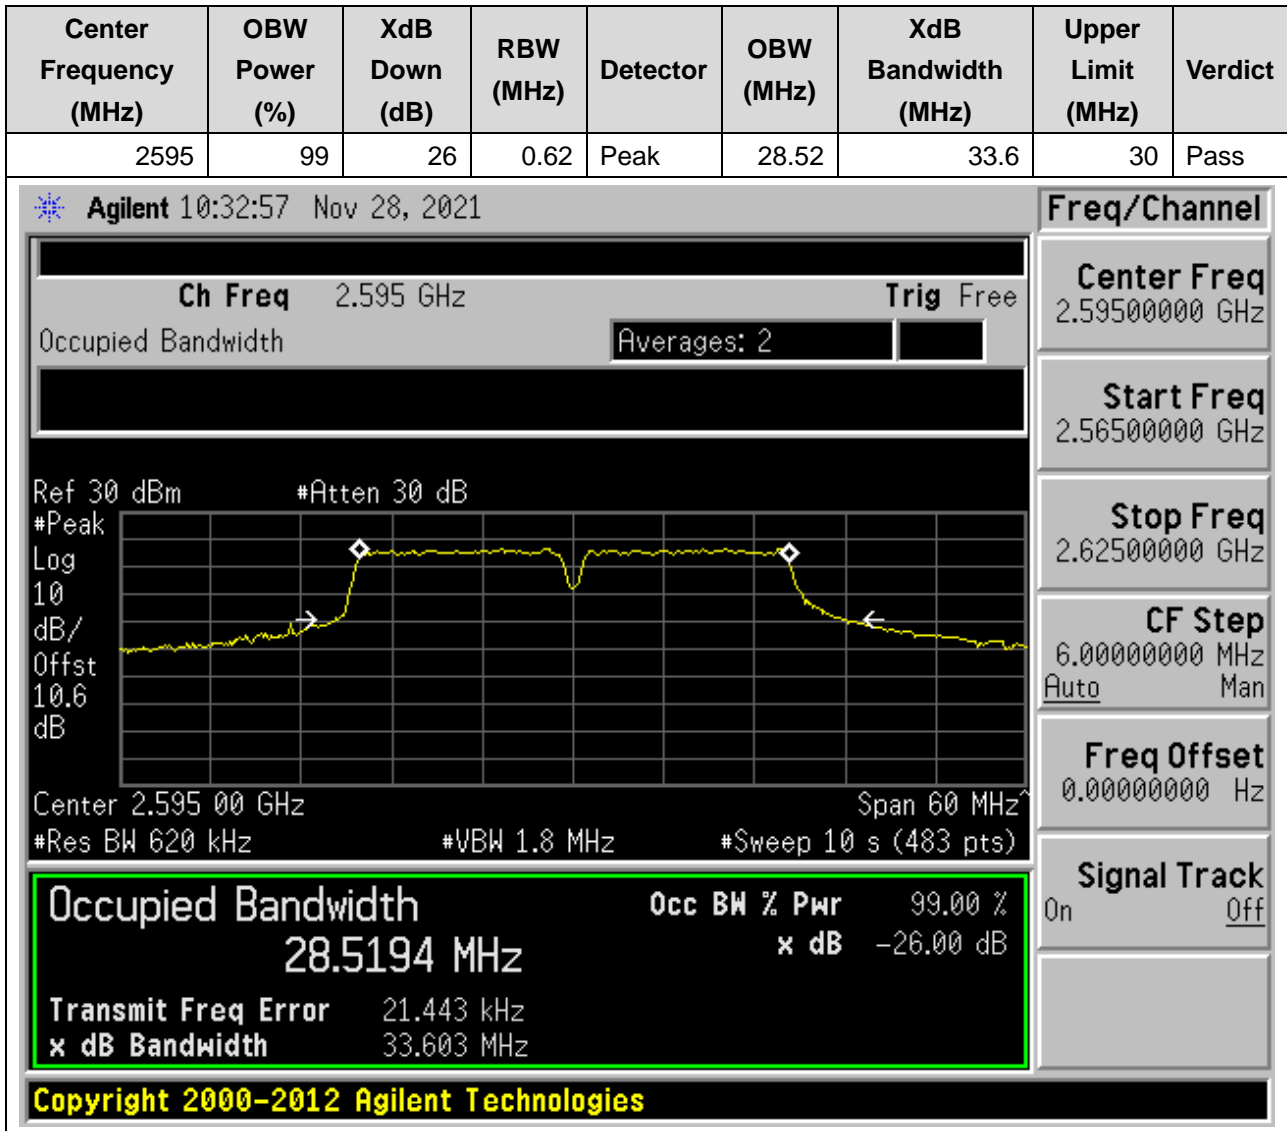 Center Frequency (MHz) OBW Power (%) XdB Down (dB) RBW (MHz) Detector OBW (MHz) XdB Bandwidth (MHz) Upper Limit (MHz) Verdict
2595 99 26 0.62 Peak 28.52 33.6 30 Pass
Agilent 10:32:57 Nov 28, 2021
Freq/Channel
Ch Freq 2.595 GHz Trig Free
Occupied Bandwidth Averages: 2
Center Freq
2.59500000 GHz
Start Freq
2.56500000 GHz
Stop Freq
2.62500000 GHz
CF Step
6.00000000 MHz
Auto Man
Freq Offset
0.00000000 Hz
Signal Track
On Off
Ref 30 dBm #Atten 30 dB
#Peak
Log
10
dB/
Offst
10.6
dB
Center 2.595 00 GHz Span 60 MHz^
#Res BW 620 kHz #VBW 1.8 MHz #Sweep 10 s (483 pts)
Occupied Bandwidth Occ BW % Pwr 99.00 %
28.5194 MHz x dB -26.00 dB
Transmit Freq Error 21.443 kHz
x dB Bandwidth 33.603 MHz
Copyright 2000-2012 Agilent Technologies